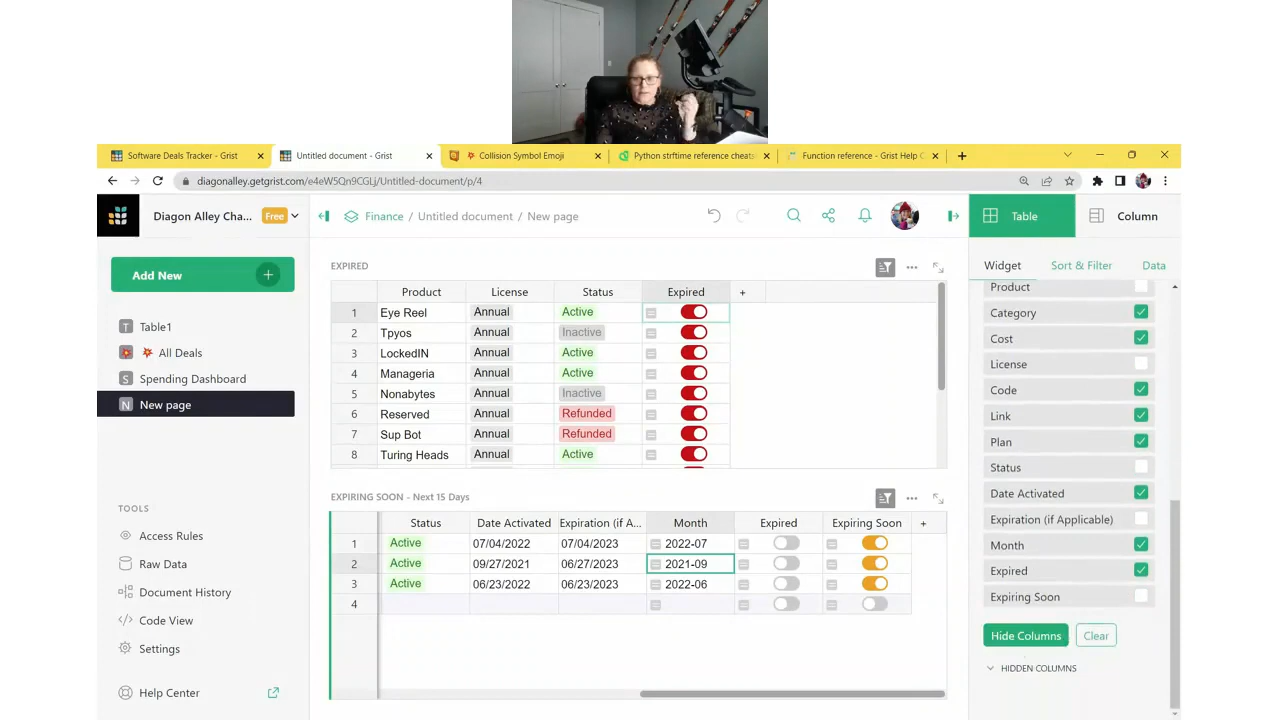 Software Deals Tracker - Grist
Untitled document - Grist
Collision Symbol Emoji
Python strftime reference cheats
Function reference - Grist Help C
diagonalley.getgrist.com/e4eW5Qn9CGLj/Untitled-document/p/4
Diagon Alley Cha... Free
Finance / Untitled document / New page
Table
Column
Add New +
Table1
All Deals
Spending Dashboard
New page
TOOLS
Access Rules
Raw Data
Document History
Code View
Settings
Help Center
EXPIRED
Product License Status Expired +
1 Eye Reel Annual Active
2 Tpyos Annual Inactive
3 LockedIN Annual Active
4 Manageria Annual Active
5 Nonabytes Annual Inactive
6 Reserved Annual Refunded
7 Sup Bot Annual Refunded
8 Turing Heads Annual Active
EXPIRING SOON - Next 15 Days
Status Date Activated Expiration (if A... Month Expired Expiring Soon +
1 Active 07/04/2022 07/04/2023 2022-07
2 Active 09/27/2021 06/27/2023 2021-09
3 Active 06/23/2022 06/23/2023 2022-06
4
Widget Sort & Filter Data
Product
Category
Cost
License
Code
Link
Plan
Status
Date Activated
Expiration (if Applicable)
Month
Expired
Expiring Soon
Hide Columns Clear
HIDDEN COLUMNS